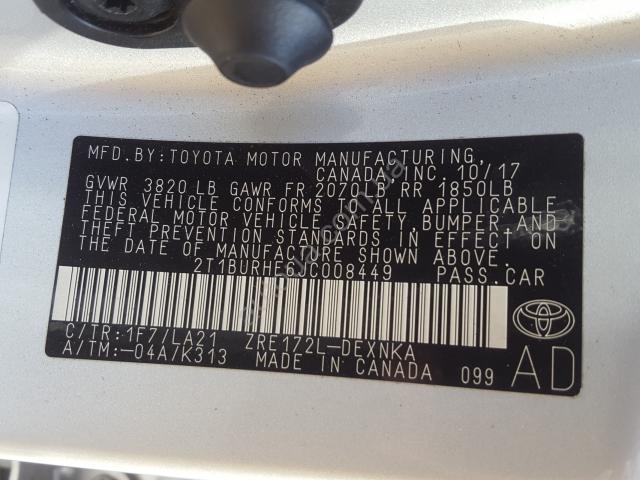 MFD.BY:TOYOTA MOTOR MANUFACTURING,
CANADA,INC. 10/17
GVWR 3820 LB GAWR FR 2070 LB RR 1850LB
THIS VEHICLE CONFORMS TO ALL APPLICABLE
FEDERAL MOTOR VEHICLE SAFETY,BUMPER,AND
THEFT PREVENTION STANDARDS IN EFFECT ON
THE DATE OF MANUFACTURE SHOWN ABOVE.
2T1BURHE6JC008449 PASS.CAR
C/TR:1F7/LA21 ZRE172L-DEXNKA
A/TM:-04A/K313 MADE IN CANADA 099
AD